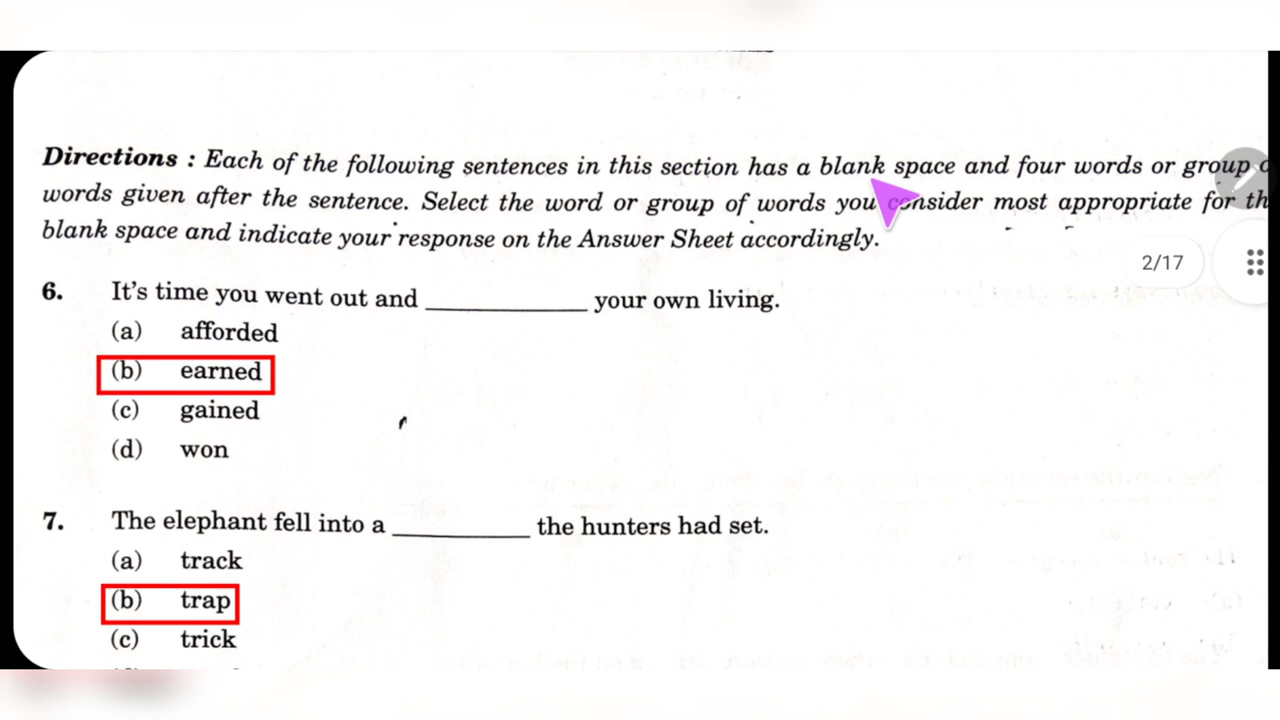 Directions : Each of the following sentences in this section has a blank space and four words or group
words given after the sentence. Select the word or group of words you consider most appropriate for th
blank space and indicate your response on the Answer Sheet accordingly.
2/17
6. It's time you went out and ____________ your own living.
(a) afforded
(b) earned
(c) gained
(d) won
7. The elephant fell into a __________ the hunters had set.
(a) track
(b) trap
(c) trick